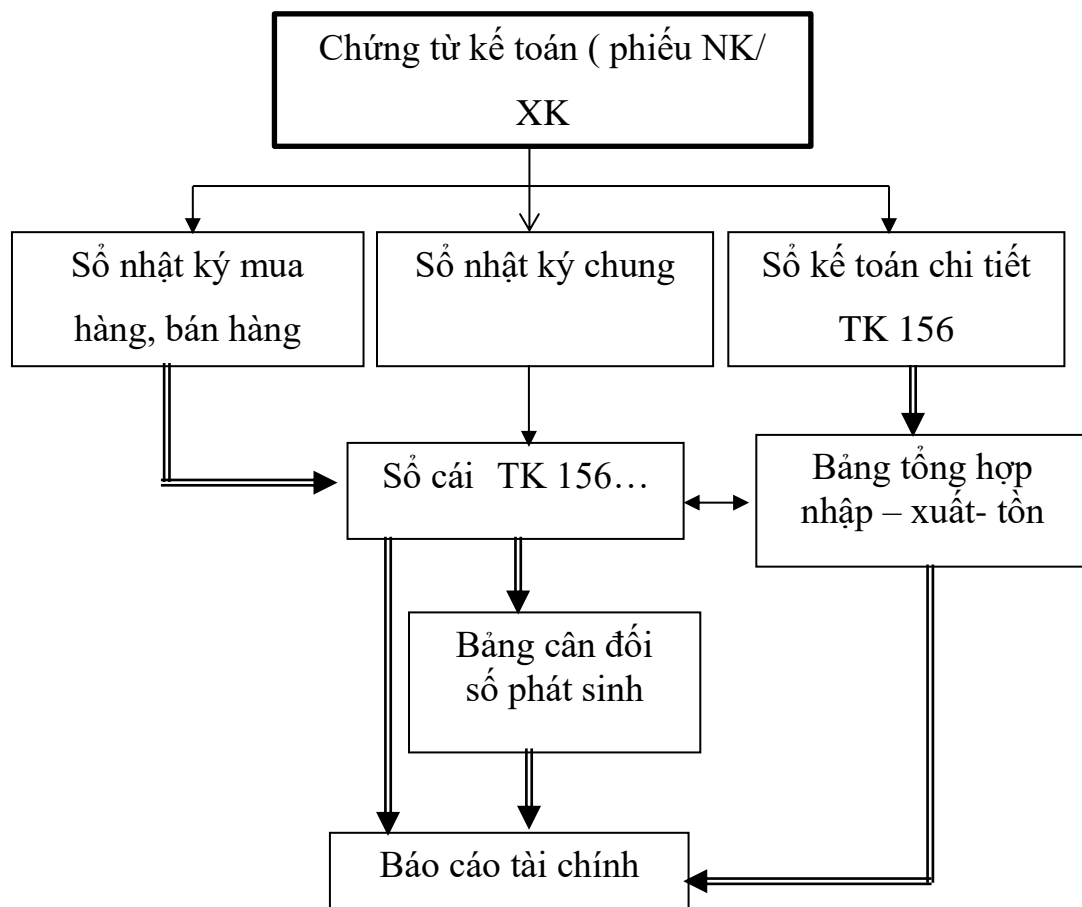 Chứng từ kế toán ( phiếu NK/
XK
Sổ nhật ký mua
hàng, bán hàng
Sổ nhật ký chung
Sổ kế toán chi tiết
TK 156
Sổ cái TK 156…
Bảng tổng hợp
nhập – xuất- tồn
Bảng cân đối
số phát sinh
Báo cáo tài chính